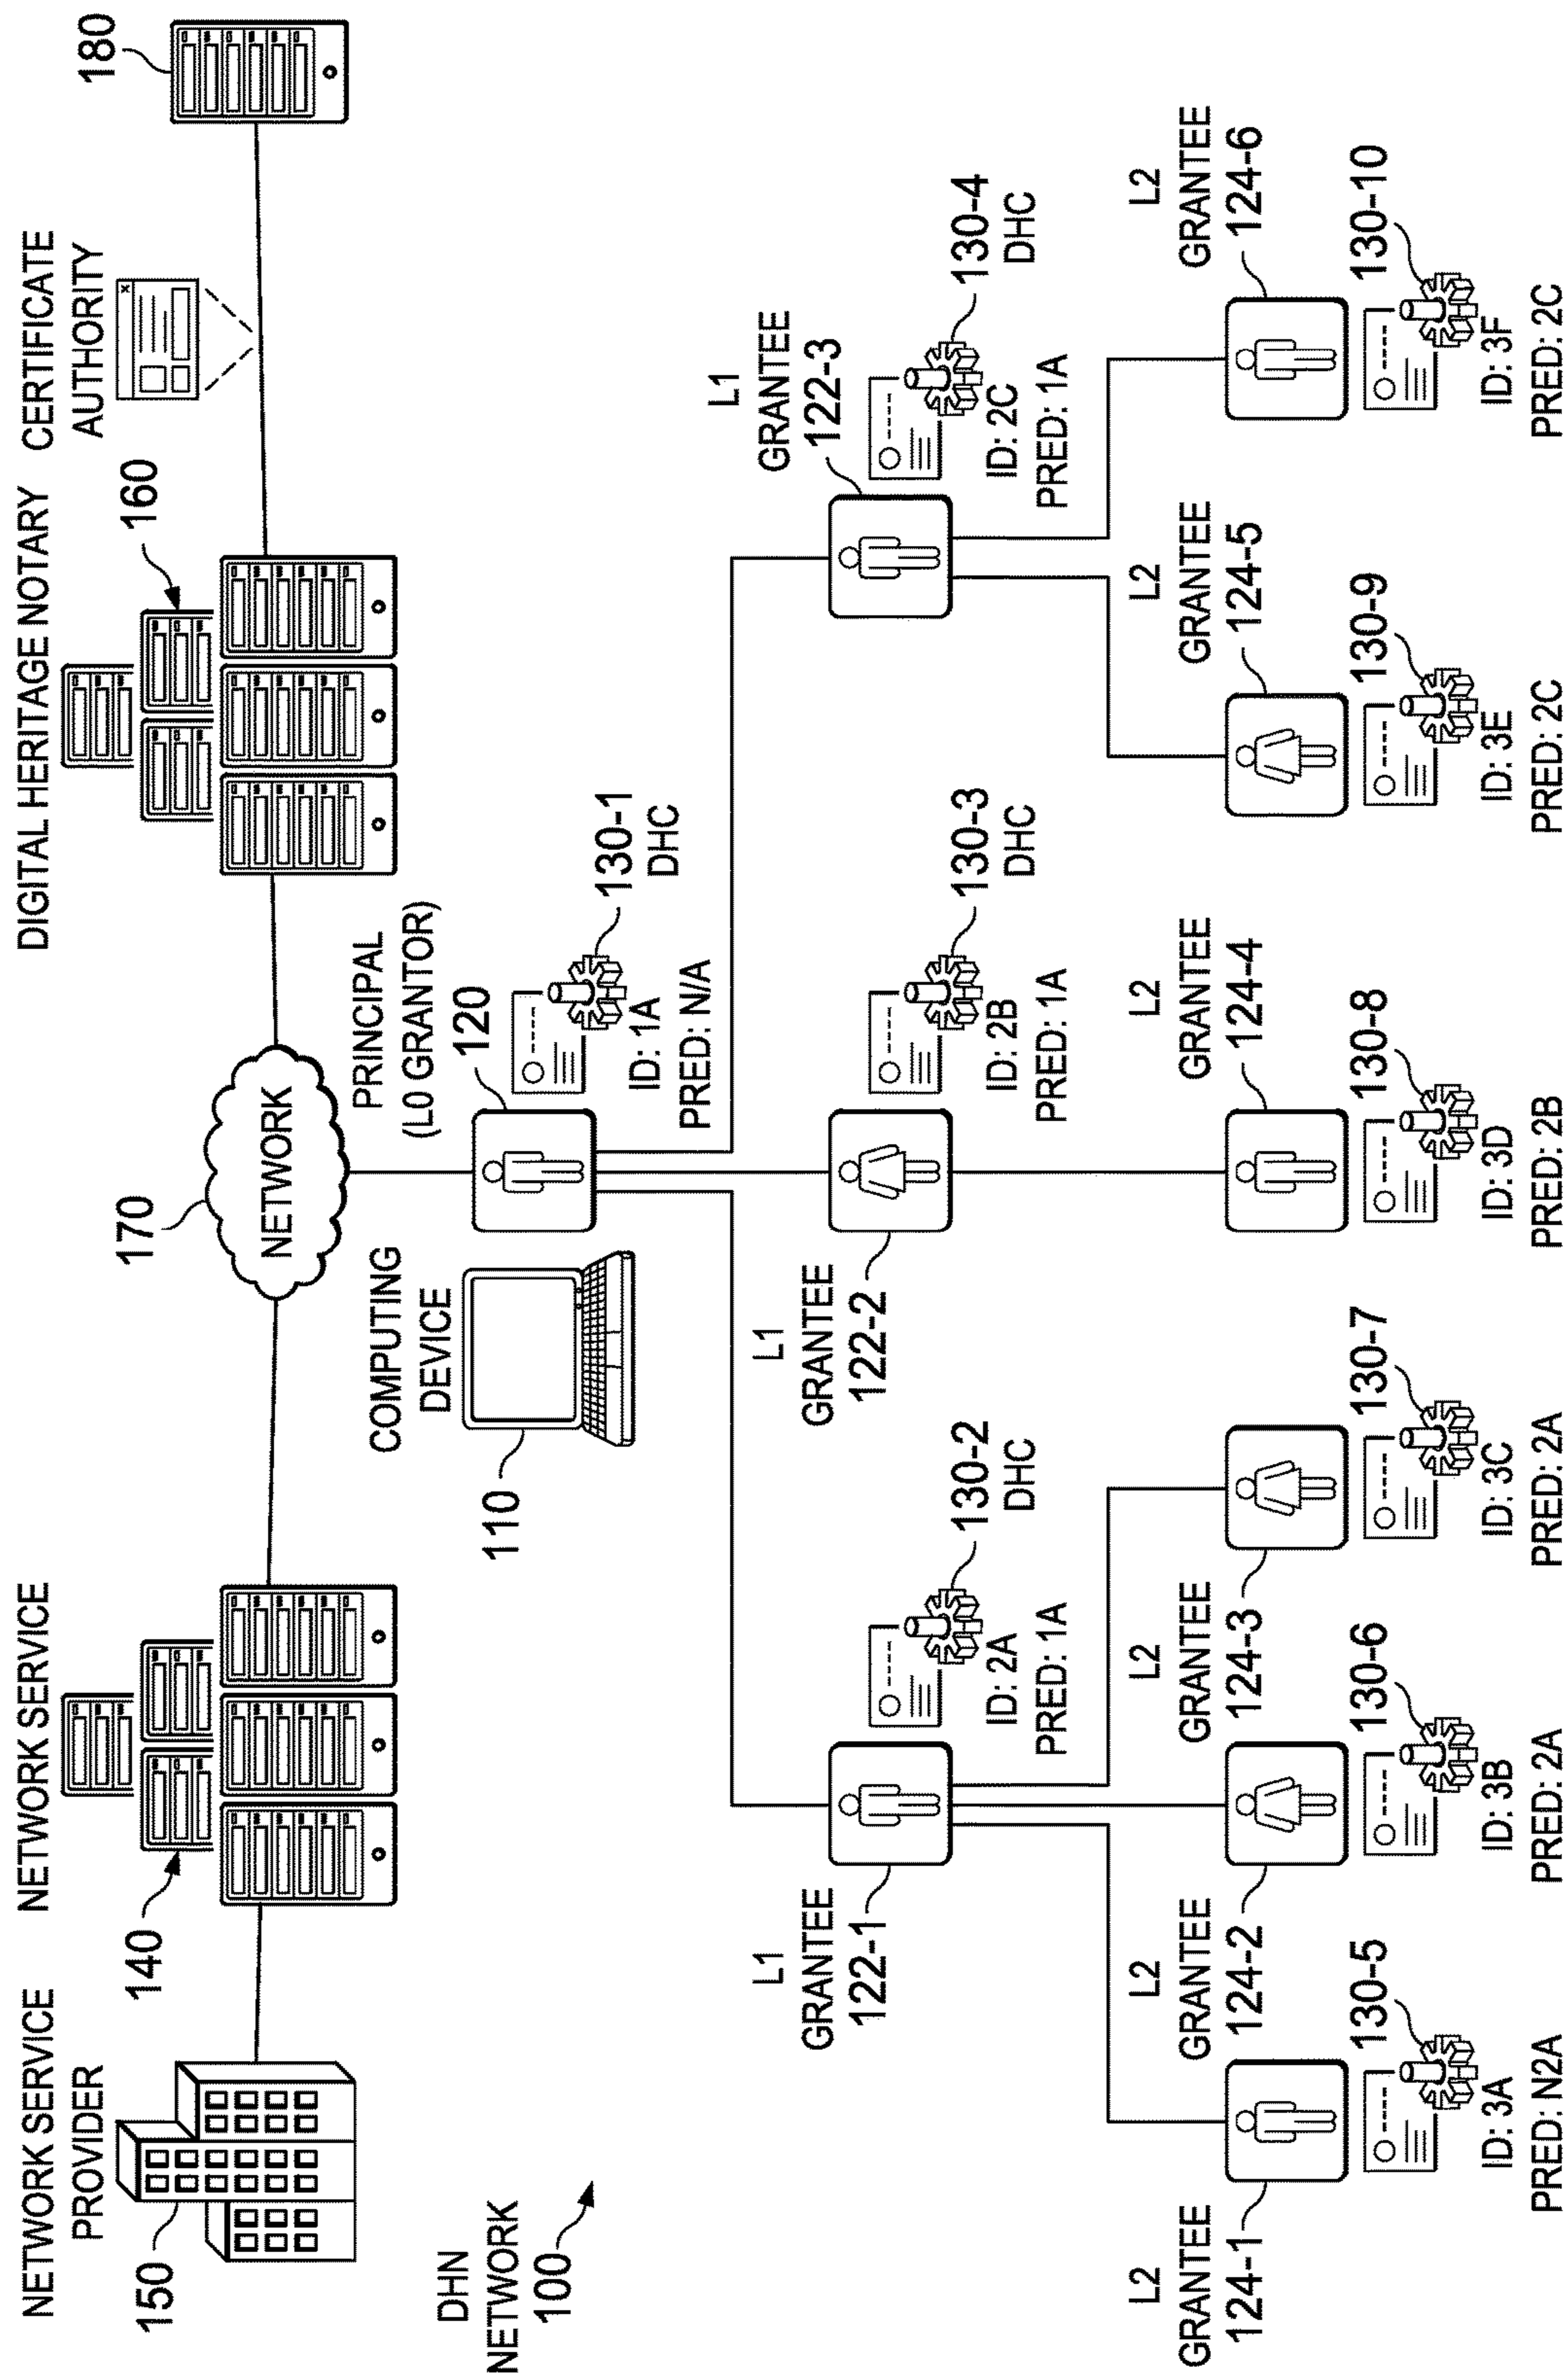 NETWORK SERVICE
PROVIDER
150
NETWORK SERVICE
140
170
NETWORK
DIGITAL HERITAGE NOTARY
160
CERTIFICATE
AUTHORITY
180
DHN
NETWORK
100
COMPUTING
DEVICE
110
PRINCIPAL
(L0 GRANTOR)
120
130-1
DHC
ID: 1A
PRED: N/A
L1
GRANTEE
122-1
130-2
DHC
ID: 2A
PRED: 1A
L1
GRANTEE
122-2
130-3
DHC
ID: 2B
PRED: 1A
L1
GRANTEE
122-3
130-4
DHC
ID: 2C
PRED: 1A
L2
GRANTEE
124-1
130-5
ID: 3A
PRED: N2A
L2
GRANTEE
124-2
130-6
ID: 3B
PRED: 2A
L2
GRANTEE
124-3
130-7
ID: 3C
PRED: 2A
L2
GRANTEE
124-4
130-8
ID: 3D
PRED: 2B
L2
GRANTEE
124-5
130-9
ID: 3E
PRED: 2C
L2
GRANTEE
124-6
130-10
ID: 3F
PRED: 2C